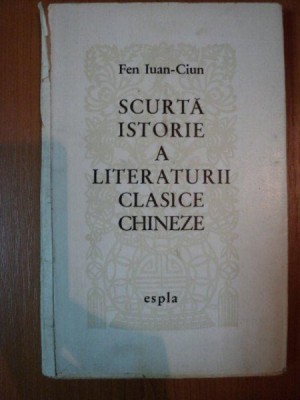 Fen Iuan-Ciun
SCURTĂ
ISTORIE
A
LITERATURII
CLASICE
CHINEZE
espla